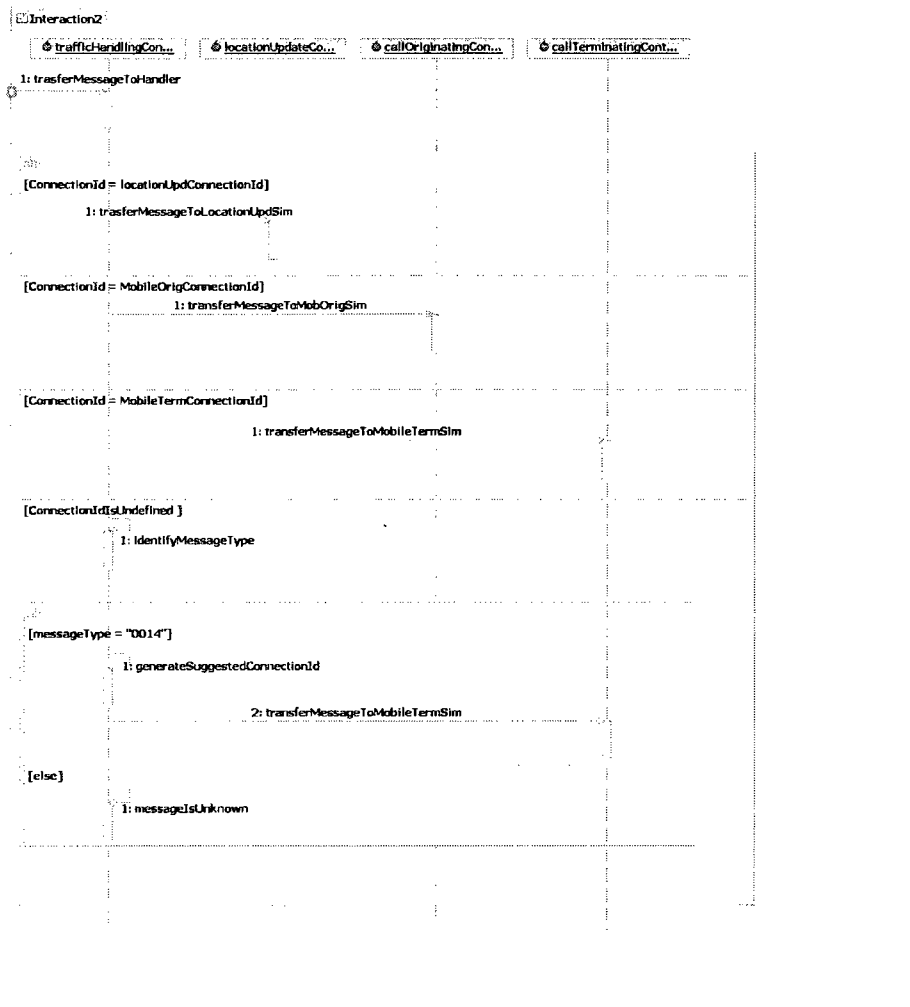 Interaction2
trafficHandlingCon... locationUpdateCo... callOriginatingCon... callTerminatingCont...
1: trasferMessageToHandler
alt
[ConnectionId = locationUpdConnectionId]
1: trasferMessageToLocationUpdSim
[ConnectionId = MobileOrigConnectionId]
1: transferMessageToMobOrigSim
[ConnectionId = MobileTermConnectionId]
1: transferMessageToMobileTermSim
[ConnectionIdIsUndefined ]
1: identifyMessageType
[messageType = "0014"]
1: generateSuggestedConnectionId
2: transferMessageToMobileTermSim
[else]
1: messageIsUnknown